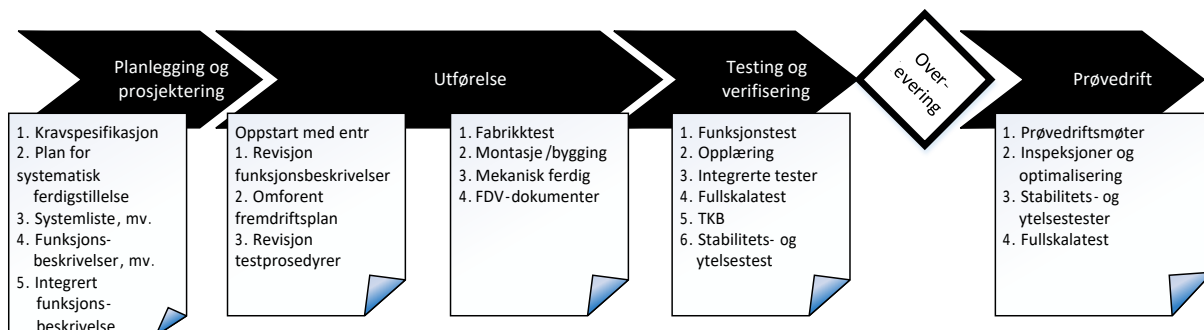 Planlegging og
prosjektering
Utførelse
Testing og
verifisering
Over-
levering
Prøvedrift
1. Kravspesifikasjon
2. Plan for
systematisk
ferdigstillelse
3. Systemliste, mv.
4. Funksjons-
beskrivelser, mv.
5. Integrert
funksjons-
beskrivelse
Oppstart med entr
1. Revisjon
funksjonsbeskrivelser
2. Omforent
fremdriftsplan
3. Revisjon
testprosedyrer
1. Fabrikktest
2. Montasje/bygging
3. Mekanisk ferdig
4. FDV-dokumenter
1. Funksjonstest
2. Opplæring
3. Integrerte tester
4. Fullskalatest
5. TKB
6. Stabilitets- og
ytelsestest
1. Prøvedriftsmøter
2. Inspeksjoner og
optimalisering
3. Stabilitets- og
ytelsestester
4. Fullskalatest